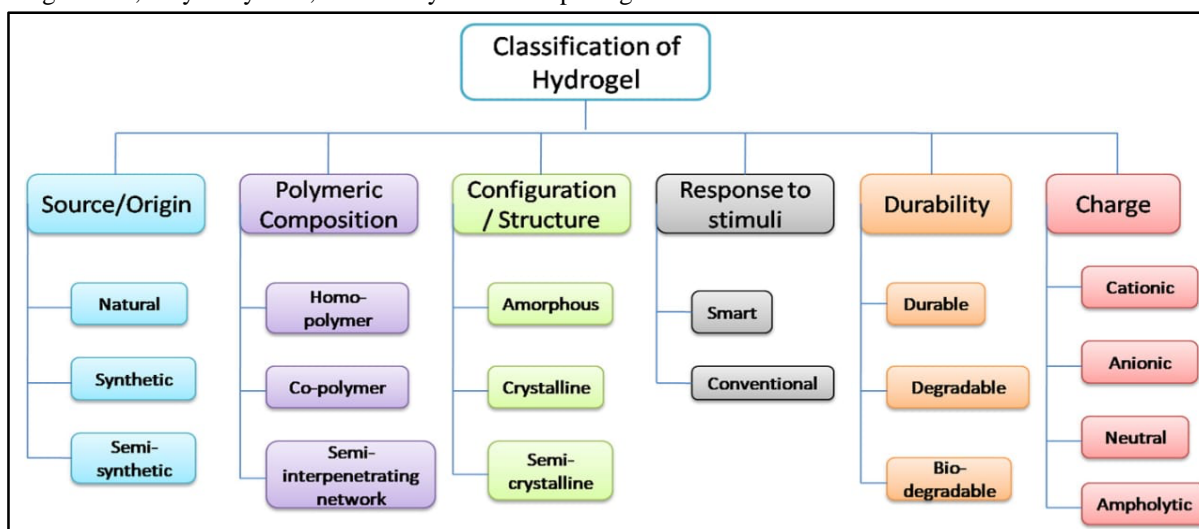 Classification of
Hydrogel
Source/Origin
Natural
Synthetic
Semi-
synthetic
Polymeric
Composition
Homo-
polymer
Co-polymer
Semi-
interpenetrating
network
Configuration
/ Structure
Amorphous
Crystalline
Semi-
crystalline
Response to
stimuli
Smart
Conventional
Durability
Durable
Degradable
Bio-
degradable
Charge
Cationic
Anionic
Neutral
Ampholytic